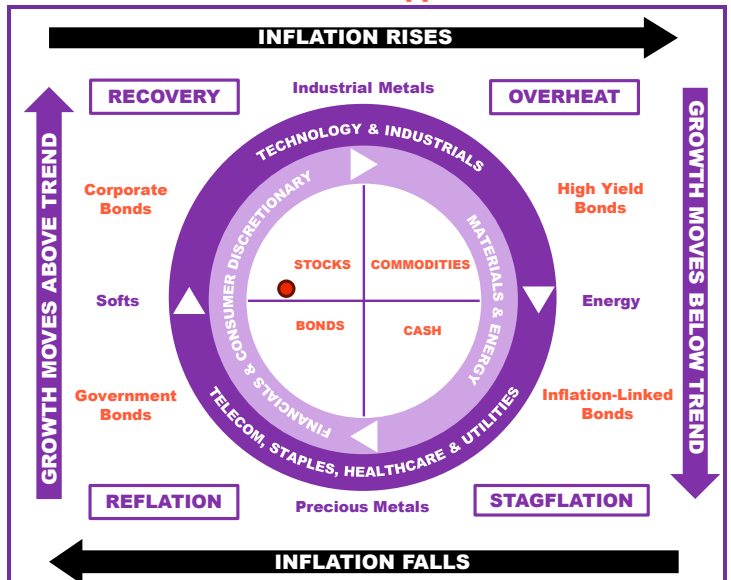 INFLATION RISES
RECOVERY
Industrial Metals
OVERHEAT
GROWTH MOVES ABOVE TREND
GROWTH MOVES BELOW TREND
TECHNOLOGY & INDUSTRIALS
Corporate
Bonds
High Yield
Bonds
FINANCIALS & CONSUMER DISCRETIONARY
MATERIALS & ENERGY
STOCKS
COMMODITIES
Softs
Energy
BONDS
CASH
Government
Bonds
Inflation-Linked
Bonds
TELECOM, STAPLES, HEALTHCARE & UTILITIES
REFLATION
Precious Metals
STAGFLATION
INFLATION FALLS